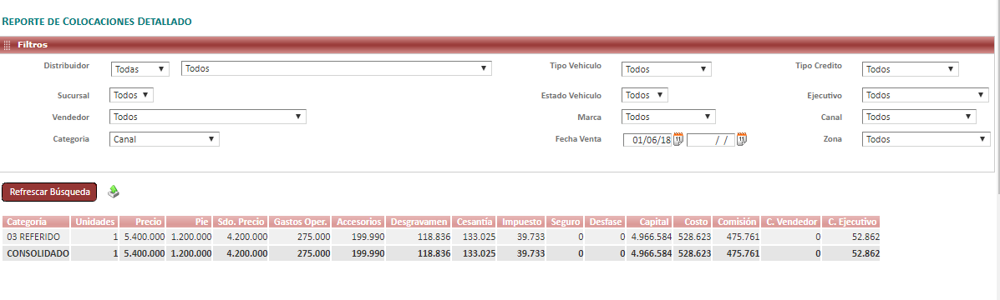 REPORTE DE COLOCACIONES DETALLADO
Filtros
Distribuidor Todas Todos Tipo Vehiculo Todos Tipo Credito Todos
Sucursal Todos Estado Vehiculo Todos Ejecutivo Todos
Vendedor Todos Marca Todos Canal Todos
Categoria Canal Fecha Venta 01/06/18 11 / / 11 Zona Todos
Refrescar Búsqueda
Categoría Unidades Precio Pie Sdo. Precio Gastos Oper. Accesorios Desgravamen Cesantía Impuesto Seguro Desfase Capital Costo Comisión C. Vendedor C. Ejecutivo
03 REFERIDO 1 5.400.000 1.200.000 4.200.000 275.000 199.990 118.836 133.025 39.733 0 0 4.966.584 528.623 475.761 0 52.862
CONSOLIDADO 1 5.400.000 1.200.000 4.200.000 275.000 199.990 118.836 133.025 39.733 0 0 4.966.584 528.623 475.761 0 52.862